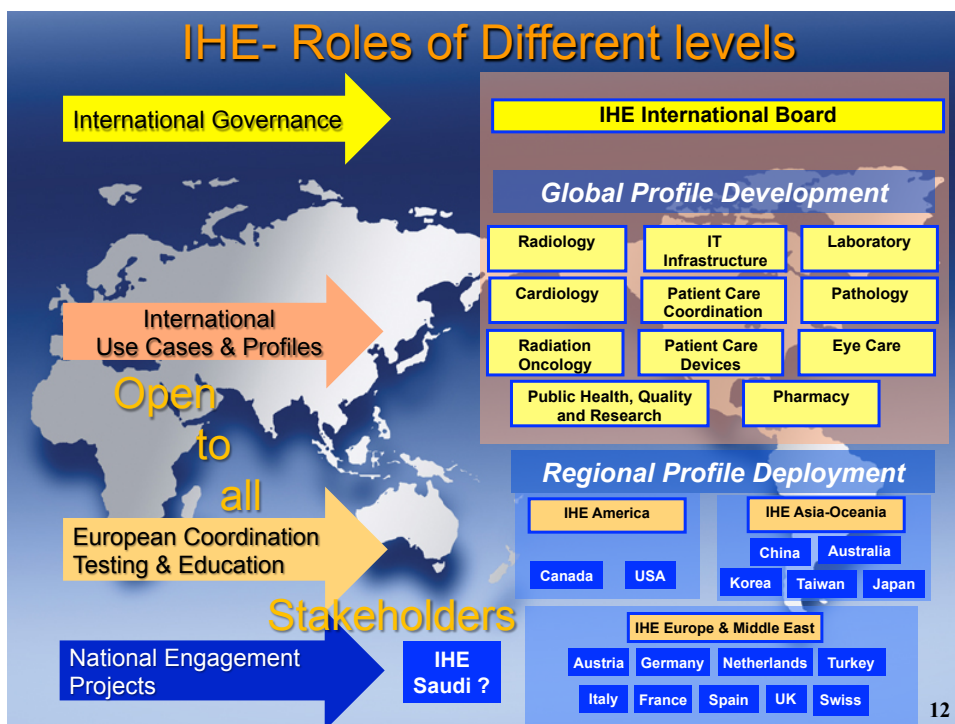 IHE- Roles of Different levels
International Governance
IHE International Board
Global Profile Development
Radiology
IT
Infrastructure
Laboratory
Cardiology
Patient Care
Coordination
Pathology
International
Use Cases & Profiles
Radiation
Oncology
Patient Care
Devices
Eye Care
Public Health, Quality
and Research
Pharmacy
Open
to
all
Stakeholders
Regional Profile Deployment
European Coordination
Testing & Education
IHE America
Canada
USA
IHE Asia-Oceania
China
Australia
Korea
Taiwan
Japan
National Engagement
Projects
IHE
Saudi ?
IHE Europe & Middle East
Austria
Germany
Netherlands
Turkey
Italy
France
Spain
UK
Swiss
12